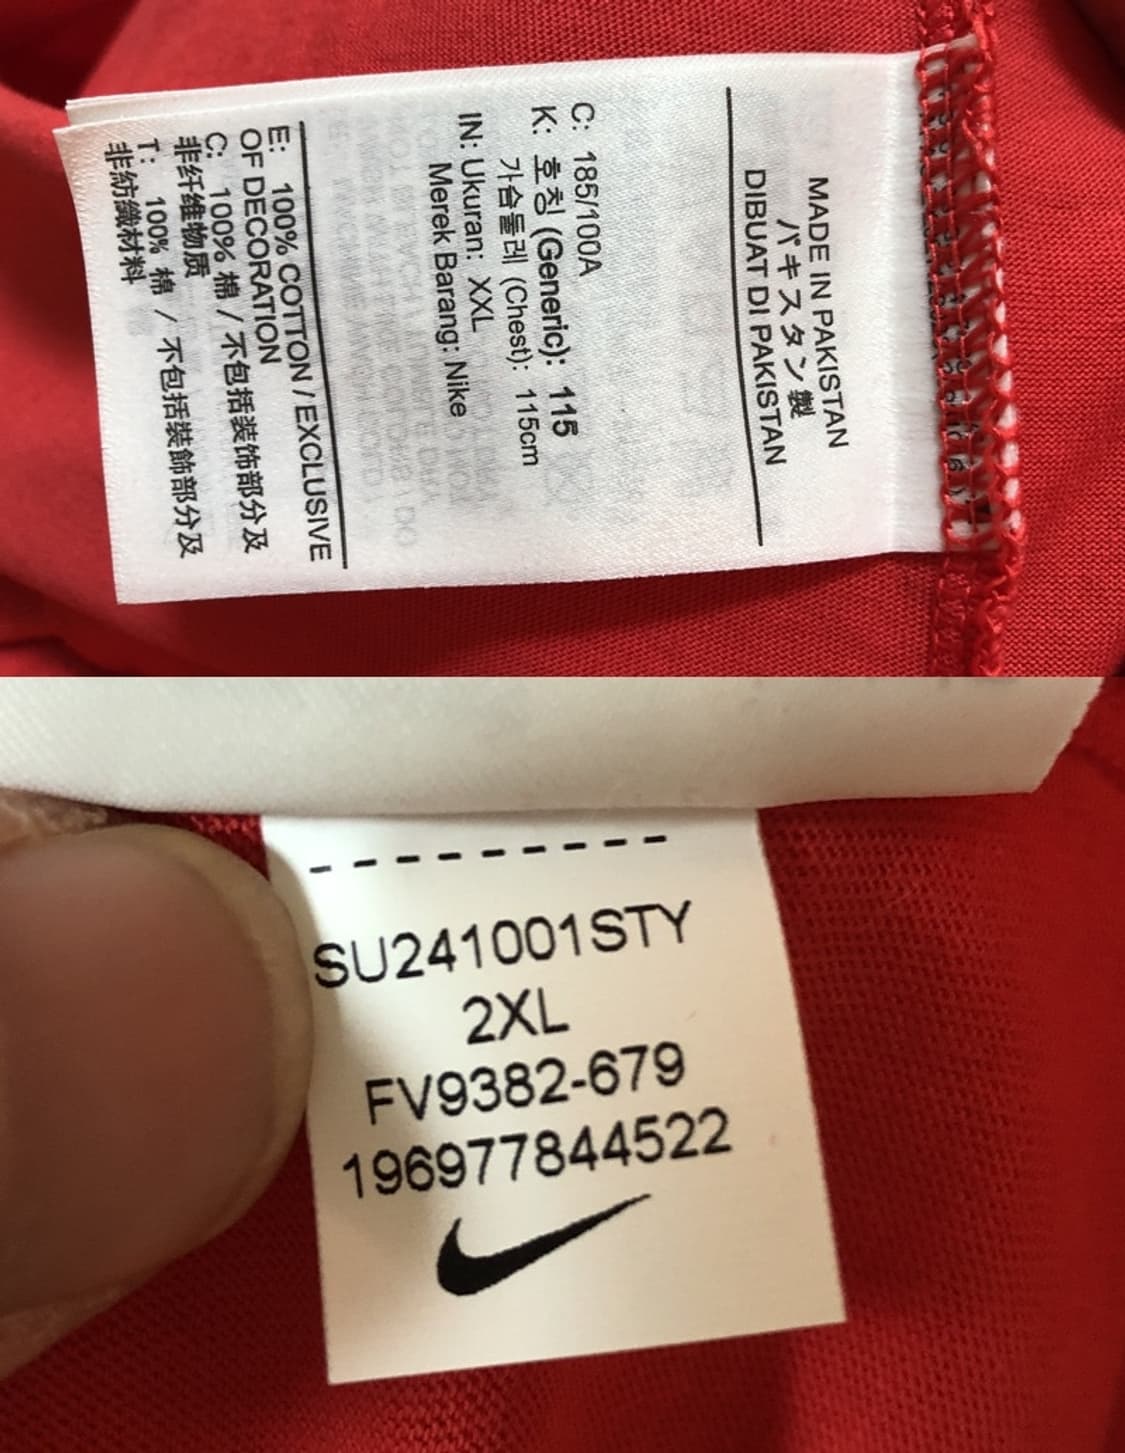 MADE IN PAKISTAN
パキスタン製
DIBUAT DI PAKISTAN
C: 185/100A
K: 호칭 (Generic): 115
가슴둘레 (Chest): 115cm
IN: Ukuran: XXL
Merek Barang: Nike
E: 100% COTTON / EXCLUSIVE
OF DECORATION
C: 100% 棉 / 不包括装饰部分及
非纤维物质
T: 100% 棉 / 不包括裝飾部分及
非紡織材料
SU241001STY
2XL
FV9382-679
196977844522